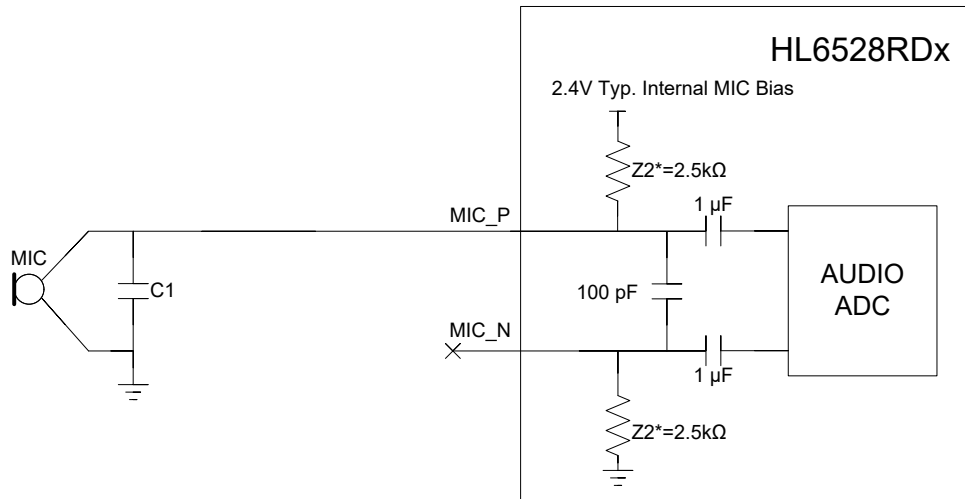 HL6528RDx
2.4V Typ. Internal MIC Bias
Z2*=2.5kΩ
1 µF
MIC_P
MIC
C1
100 pF
AUDIO
ADC
MIC_N
1 µF
Z2*=2.5kΩ